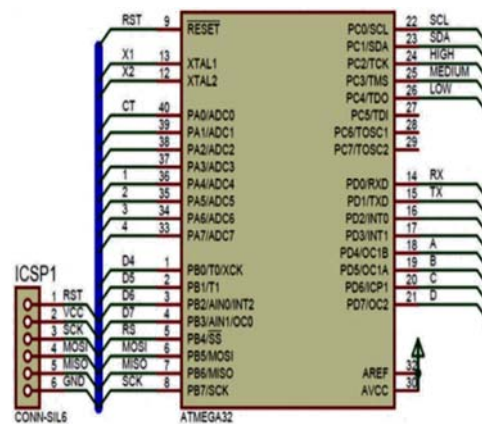 RST 9 RESET PC0/SCL 22 SCL
PC1/SDA 23 SDA
X1 13 XTAL1 PC2/TCK 24 HIGH
X2 12 XTAL2 PC3/TMS 25 MEDIUM
PC4/TDO 26 LOW
CT 40 PA0/ADC0 PC5/TDI 27
39 PA1/ADC1 PC6/TOSC1 28
38 PA2/ADC2 PC7/TOSC2 29
37 PA3/ADC3
1 36 PA4/ADC4 PD0/RXD 14 RX
2 35 PA5/ADC5 PD1/TXD 15 TX
3 34 PA6/ADC6 PD2/INT0 16
4 33 PA7/ADC7 PD3/INT1 17
PD4/OC1B 18 A
D4 1 PB0/T0/XCK PD5/OC1A 19 B
D5 2 PB1/T1 PD6/ICP1 20 C
D6 3 PB2/AIN0/INT2 PD7/OC2 21 D
D7 4 PB3/AIN1/OC0
RS 5 PB4/SS
MOSI 6 PB5/MOSI
MISO 7 PB6/MISO AREF 32
SCK 8 PB7/SCK AVCC 30
ATMEGA32
ICSP1
1 RST
2 VCC
3 SCK
4 MOSI
5 MISO
6 GND
CONN-SIL6